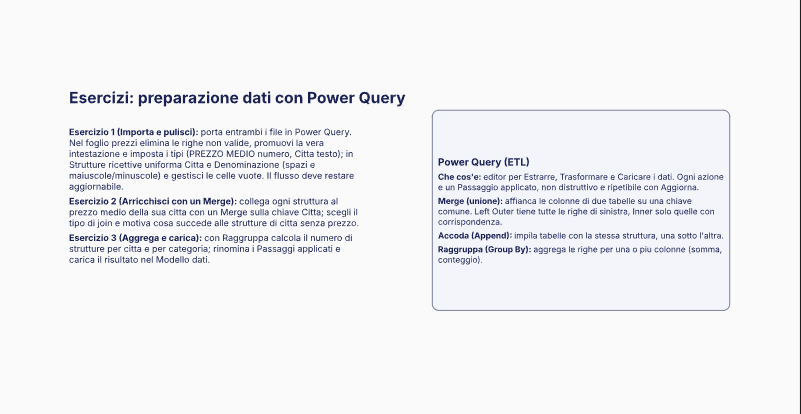 Esercizi: preparazione dati con Power Query
Esercizio 1 (Importa e pulisci): porta entrambi i file in Power Query.
Nel foglio prezzi elimina le righe non valide, promuovi la vera
intestazione e imposta i tipi (PREZZO MEDIO numero, Citta testo); in
Strutture ricettive uniforma Citta e Denominazione (spazi e
maiuscole/minuscole) e gestisci le celle vuote. Il flusso deve restare
aggiornabile.
Esercizio 2 (Arricchisci con un Merge): collega ogni struttura al
prezzo medio della sua citta con un Merge sulla chiave Citta; scegli il
tipo di join e motiva cosa succede alle strutture di citta senza prezzo.
Esercizio 3 (Aggrega e carica): con Raggruppa calcola il numero di
strutture per citta e per categoria; rinomina i Passaggi applicati e
carica il risultato nel Modello dati.
Power Query (ETL)
Che cos'e: editor per Estrarre, Trasformare e Caricare i dati. Ogni azione
e un Passaggio applicato, non distruttivo e ripetibile con Aggiorna.
Merge (unione): affianca le colonne di due tabelle su una chiave
comune. Left Outer tiene tutte le righe di sinistra, Inner solo quelle con
corrispondenza.
Accoda (Append): impila tabelle con la stessa struttura, una sotto l'altra.
Raggruppa (Group By): aggrega le righe per una o piu colonne (somma,
conteggio).